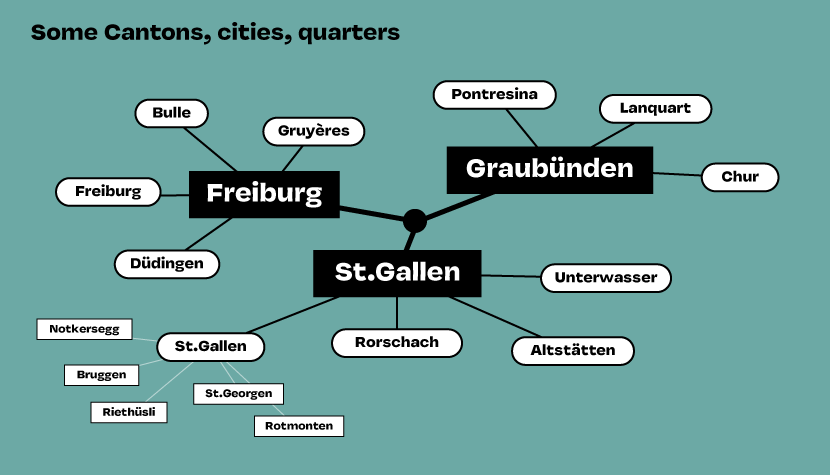 Some Cantons, cities, quarters
Pontresina
Lanquart
Bulle
Gruyères
Graubünden
Chur
Freiburg
Freiburg
Düdingen
St.Gallen
Unterwasser
Notkersegg
St.Gallen
Rorschach
Altstätten
Bruggen
St.Georgen
Riethüsli
Rotmonten